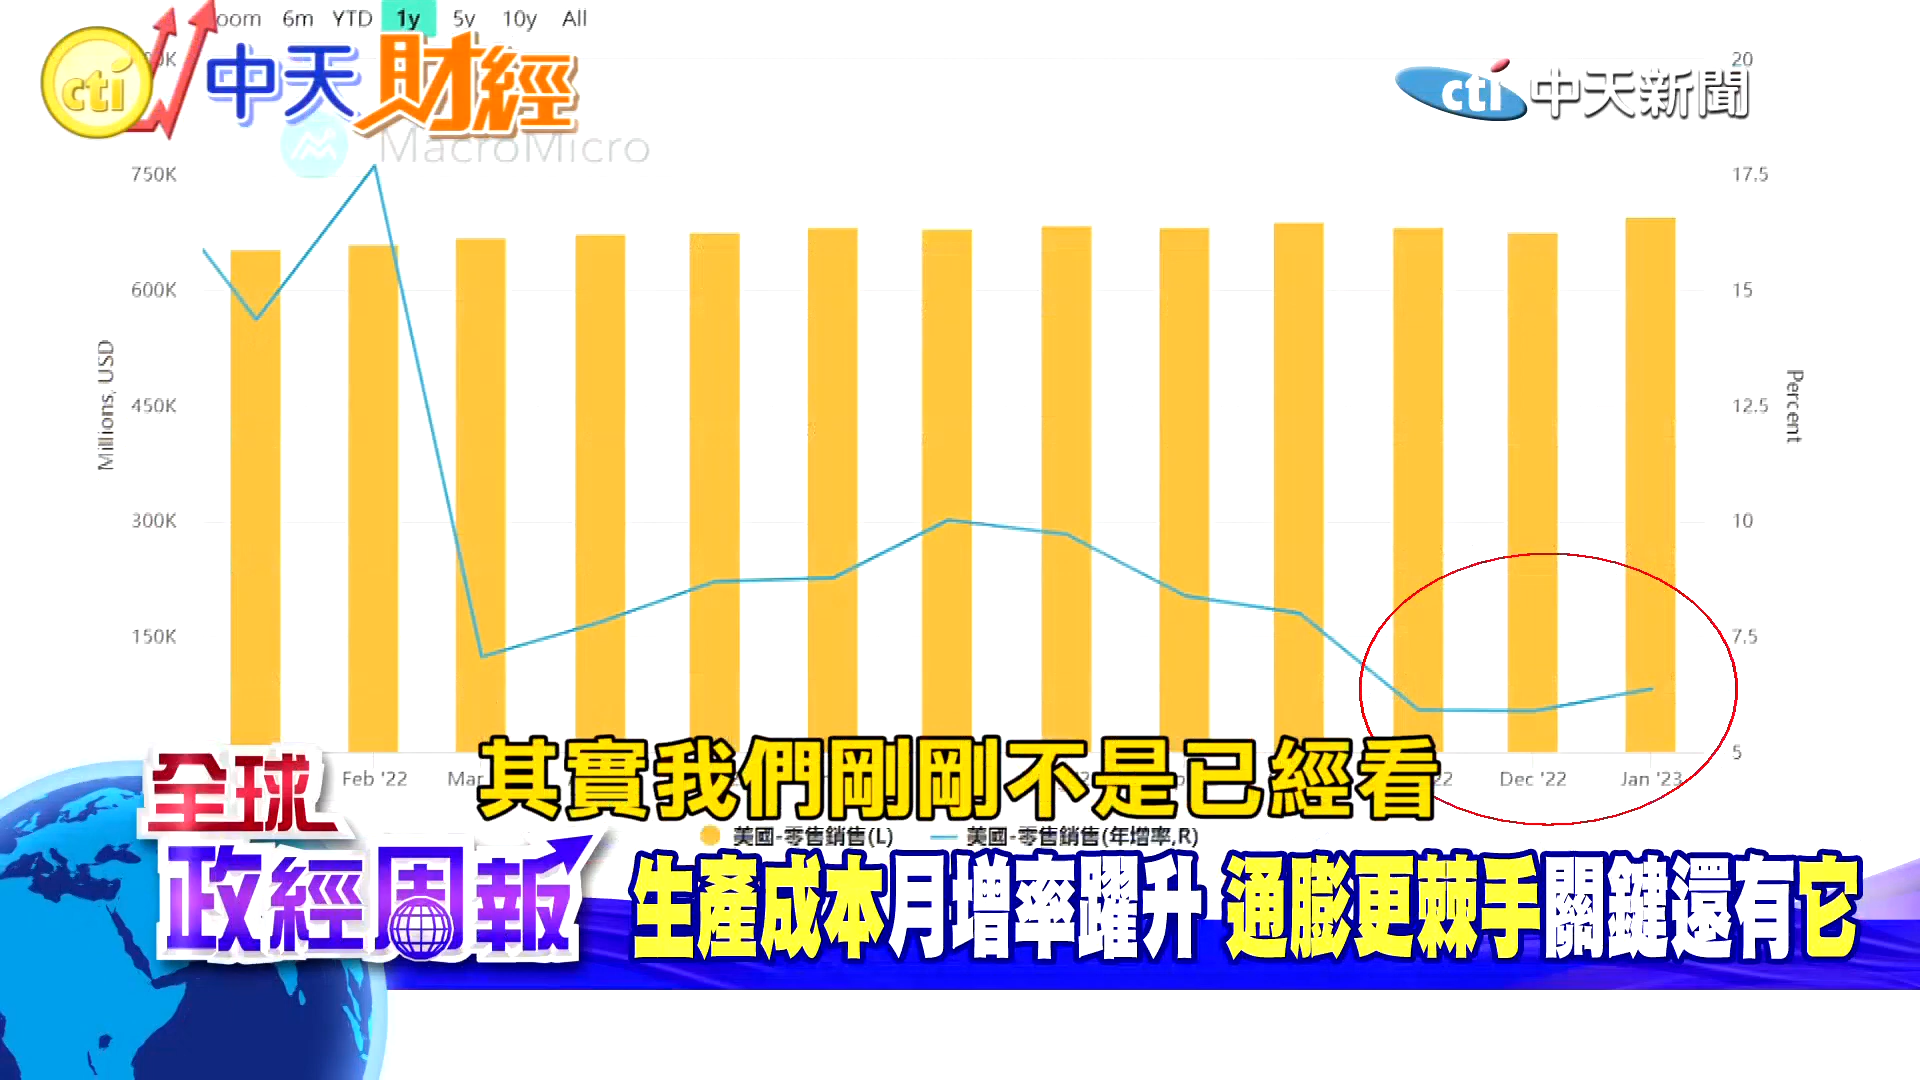 6m YTD 1y 5y 10y All
cti 中天財經
cti 中天新聞
MacroMicro
750K
600K
450K
300K
150K
Millions, USD
20
17.5
15
12.5
10
7.5
5
Percent
Feb '22
Dec '22
Jan '23
其實我們剛剛不是已經看
美國-零售銷售(L) 美國-零售銷售(年增率,R)
全球
政經周報
生產成本月增率躍升 通膨更棘手關鍵還有它